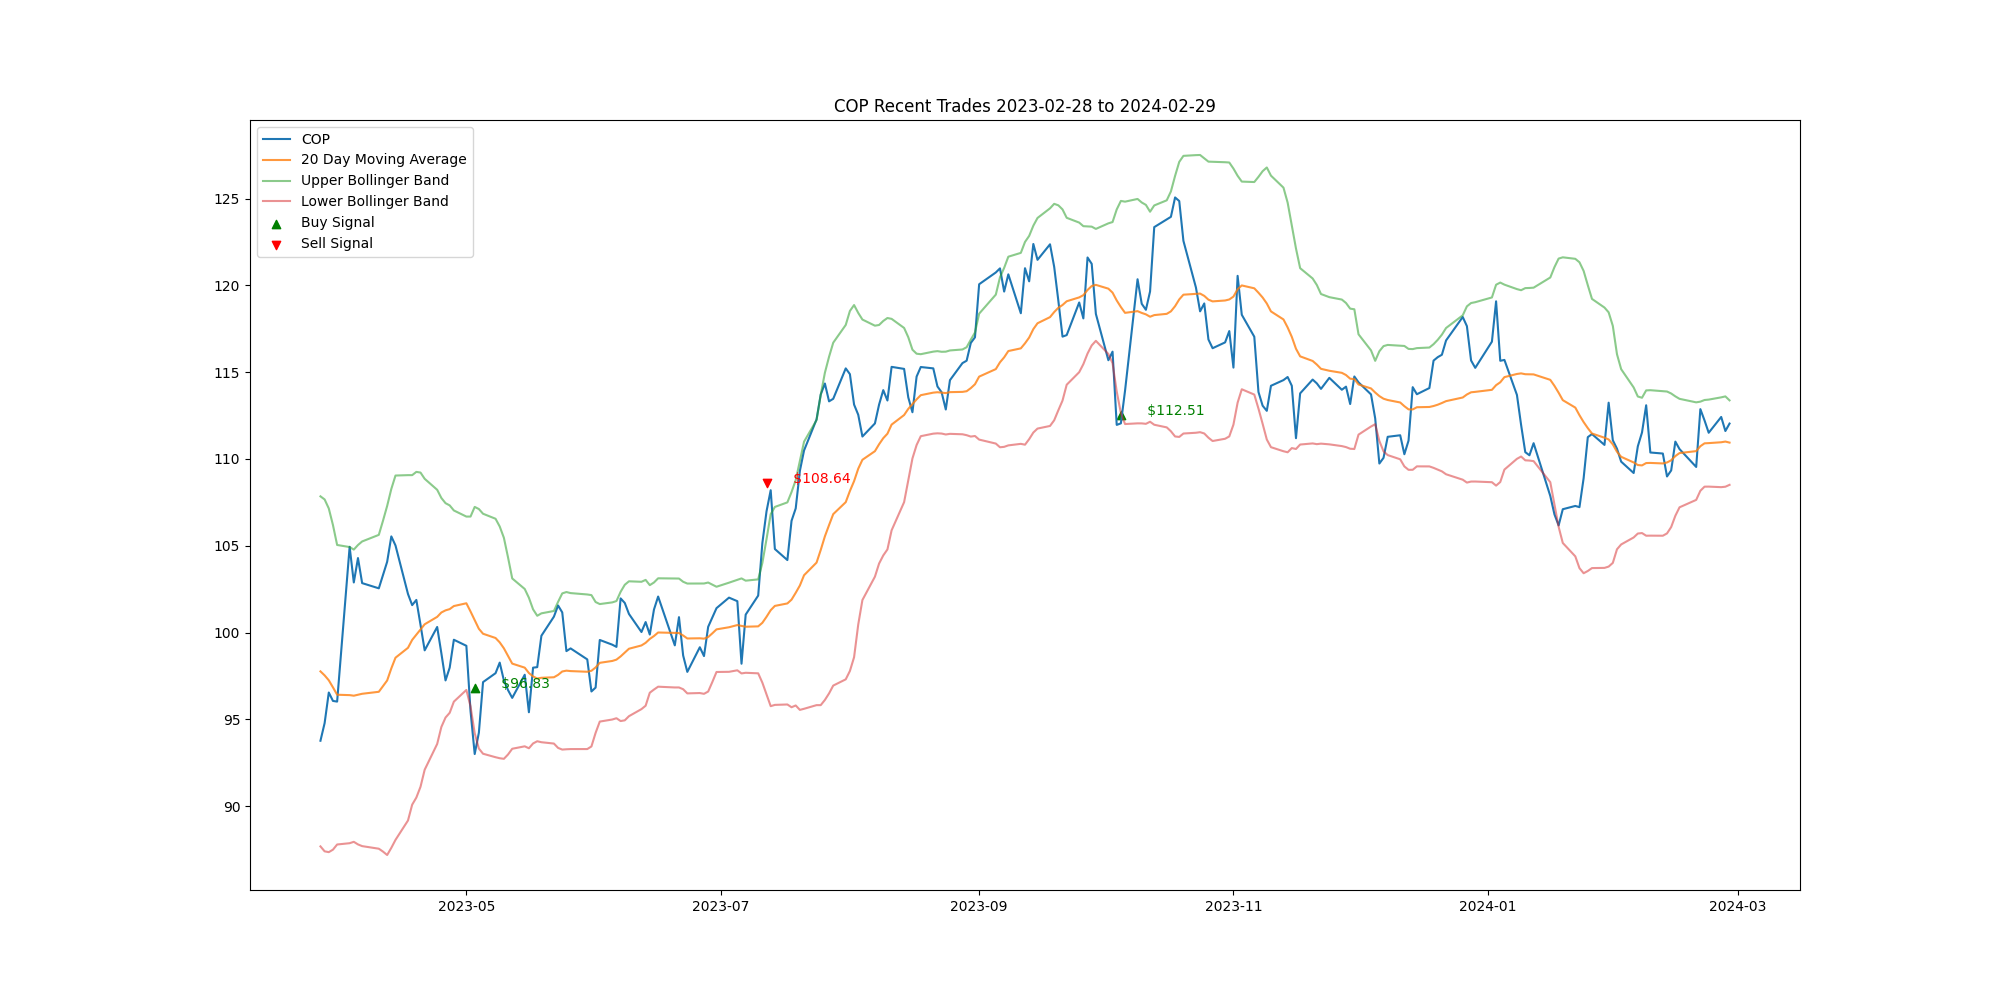 COP Recent Trades 2023-02-28 to 2024-02-29
COP
20 Day Moving Average
Upper Bollinger Band
Lower Bollinger Band
Buy Signal
Sell Signal
125
120
115
110
105
100
95
90
$112.51
$108.64
$96.83
2023-05
2023-07
2023-09
2023-11
2024-01
2024-03